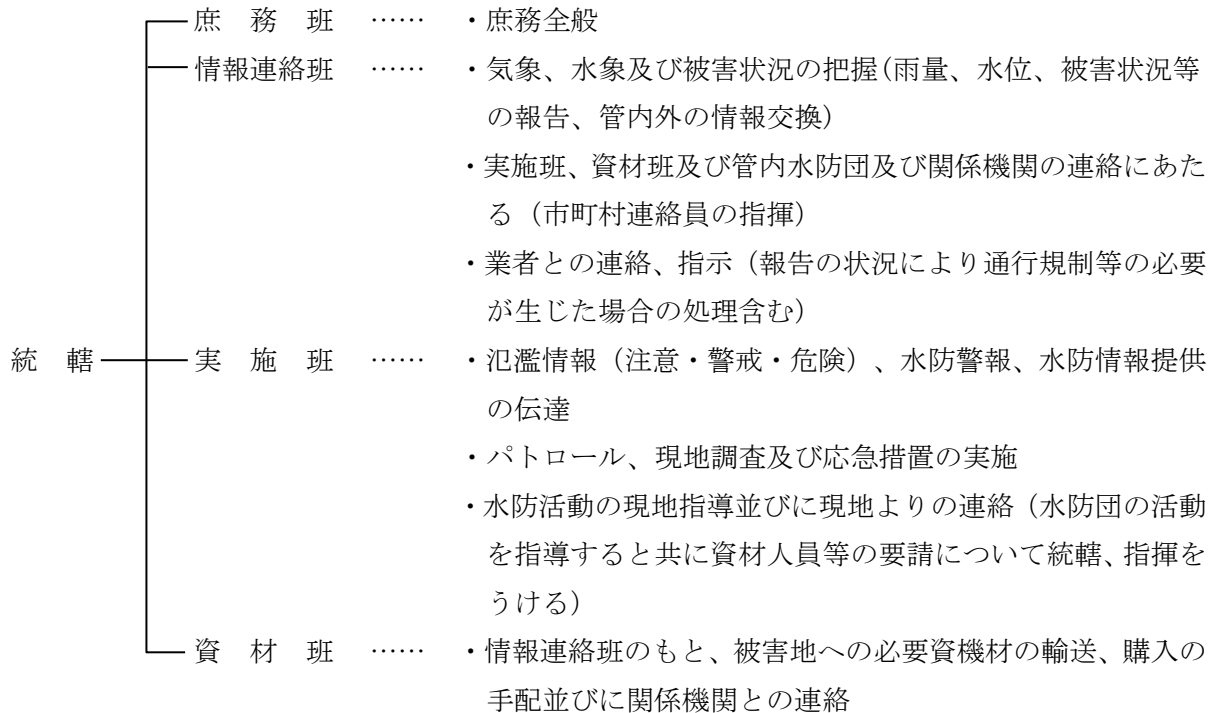 庶　務　班　……　・庶務全般
情報連絡班　……　・気象、水象及び被害状況の把握(雨量、水位、被害状況等
の報告、管内外の情報交換)
・実施班、資材班及び管内水防団及び関係機関の連絡にあた
る（市町村連絡員の指揮）
・業者との連絡、指示（報告の状況により通行規制等の必要
が生じた場合の処理含む）
統　轄　実　施　班　……　・氾濫情報（注意・警戒・危険）、水防警報、水防情報提供
の伝達
・パトロール、現地調査及び応急措置の実施
・水防活動の現地指導並びに現地よりの連絡（水防団の活動
を指導すると共に資材人員等の要請について統轄、指揮を
うける）
資　材　班　……　・情報連絡班のもと、被害地への必要資機材の輸送、購入の
手配並びに関係機関との連絡